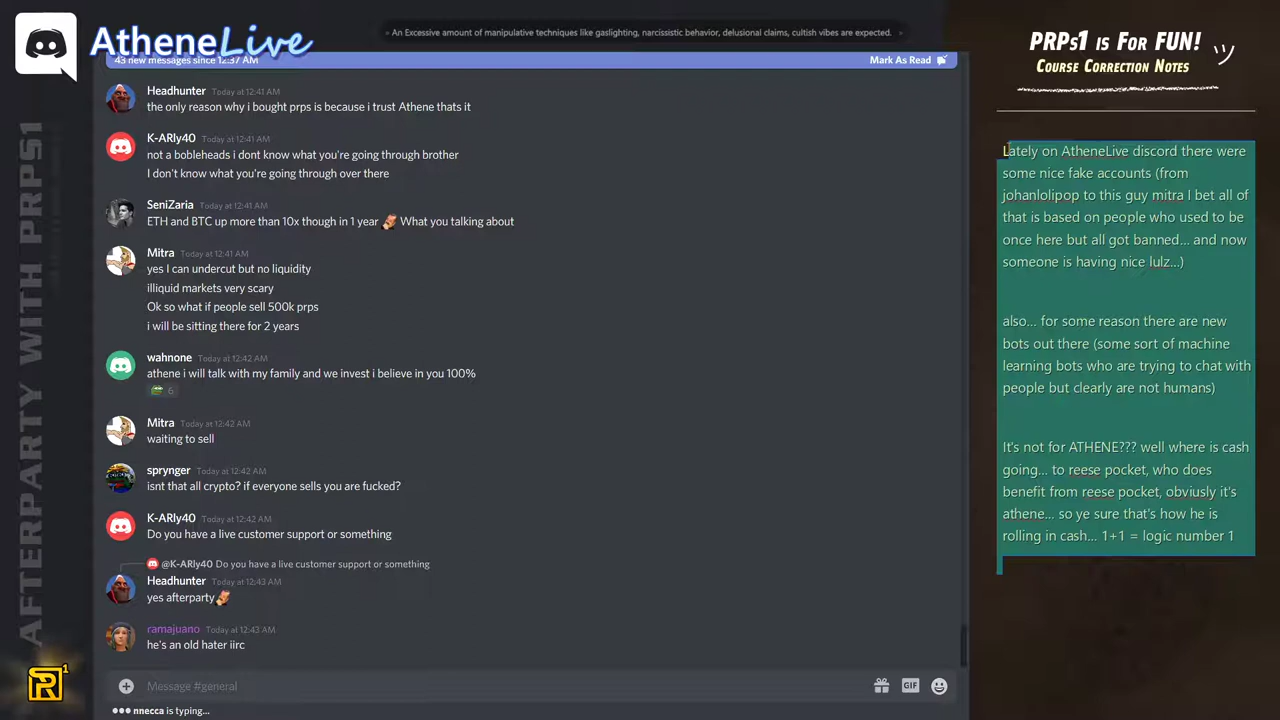 AtheneLive
« An Excessive amount of manipulative techniques like gaslighting, narcissistic behavior, delusional claims, cultish vibes are expected. »
43 new messages since 12:37 AM
Mark As Read
Headhunter Today at 12:41 AM
the only reason why i bought prps is because i trust Athene thats it
K-ARly40 Today at 12:41 AM
not a bobleheads i dont know what you're going through brother
I don't know what you're going through over there
SeniZaria Today at 12:41 AM
ETH and BTC up more than 10x though in 1 year What you talking about
Mitra Today at 12:41 AM
yes I can undercut but no liquidity
illiquid markets very scary
Ok so what if people sell 500k prps
i will be sitting there for 2 years
wahnone Today at 12:42 AM
athene i will talk with my family and we invest i believe in you 100%
6
Mitra Today at 12:42 AM
waiting to sell
sprynger Today at 12:42 AM
isnt that all crypto? if everyone sells you are fucked?
K-ARly40 Today at 12:42 AM
Do you have a live customer support or something
@K-ARly40 Do you have a live customer support or something
Headhunter Today at 12:43 AM
yes afterparty
ramajuano Today at 12:43 AM
he's an old hater iirc
Message #general
GIF
nnecca is typing...
AFTERPARTY WITH PRPS1
R1
PRPs1 is For FUN!
Course Correction Notes
ツ
Lately on AtheneLive discord there were
some nice fake accounts (from
johanlolipop to this guy mitra I bet all of
that is based on people who used to be
once here but all got banned... and now
someone is having nice lulz...)
also... for some reason there are new
bots out there (some sort of machine
learning bots who are trying to chat with
people but clearly are not humans)
It's not for ATHENE??? well where is cash
going... to reese pocket, who does
benefit from reese pocket, obviusly it's
athene... so ye sure that's how he is
rolling in cash... 1+1 = logic number 1